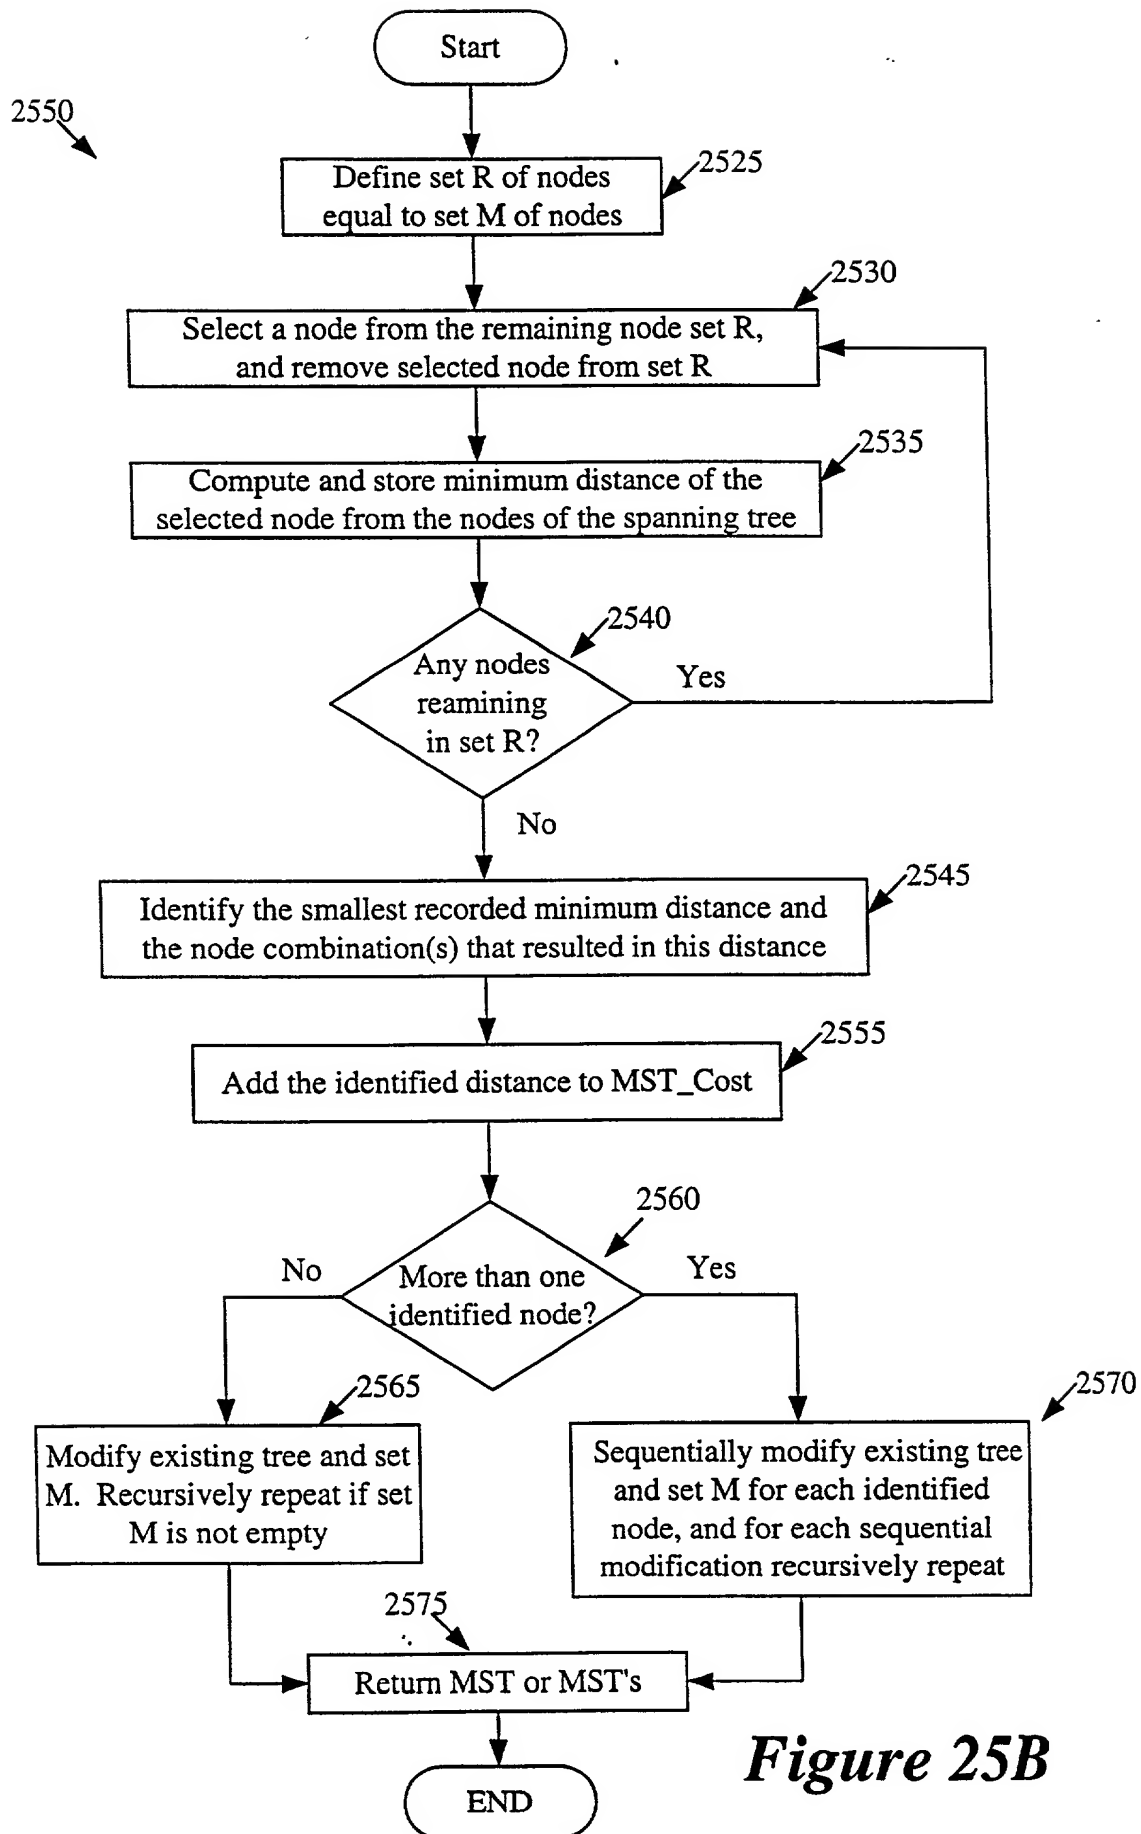 Start
2550
2525
Define set R of nodes
equal to set M of nodes
2530
Select a node from the remaining node set R,
and remove selected node from set R
2535
Compute and store minimum distance of the
selected node from the nodes of the spanning tree
2540
Any nodes
reamining
in set R?
Yes
No
2545
Identify the smallest recorded minimum distance and
the node combination(s) that resulted in this distance
2555
Add the identified distance to MST_Cost
2560
No
More than one
identified node?
Yes
2565
Modify existing tree and set
M. Recursively repeat if set
M is not empty
2570
Sequentially modify existing tree
and set M for each identified
node, and for each sequential
modification recursively repeat
2575
Return MST or MST's
END
Figure 25B